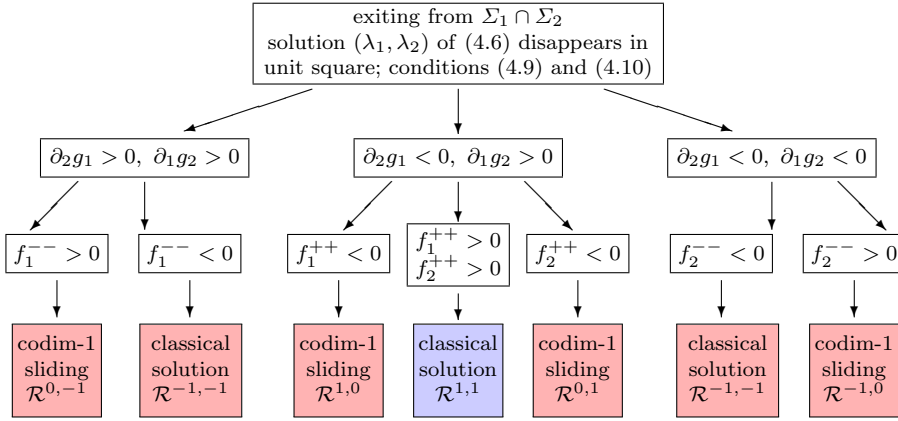 exiting from Σ₁ ∩ Σ₂
solution (λ₁, λ₂) of (4.6) disappears in
unit square; conditions (4.9) and (4.10)
∂₂g₁ > 0, ∂₁g₂ > 0
∂₂g₁ < 0, ∂₁g₂ > 0
∂₂g₁ < 0, ∂₁g₂ < 0
f₁⁻⁻ > 0
f₁⁻⁻ < 0
f₁⁺⁺ < 0
f₁⁺⁺ > 0
f₂⁺⁺ > 0
f₂⁺⁺ < 0
f₂⁻⁻ < 0
f₂⁻⁻ > 0
codim-1
sliding
𝓡⁰,⁻¹
classical
solution
𝓡⁻¹,⁻¹
codim-1
sliding
𝓡¹,⁰
classical
solution
𝓡¹,¹
codim-1
sliding
𝓡⁰,¹
classical
solution
𝓡⁻¹,⁻¹
codim-1
sliding
𝓡⁻¹,⁰